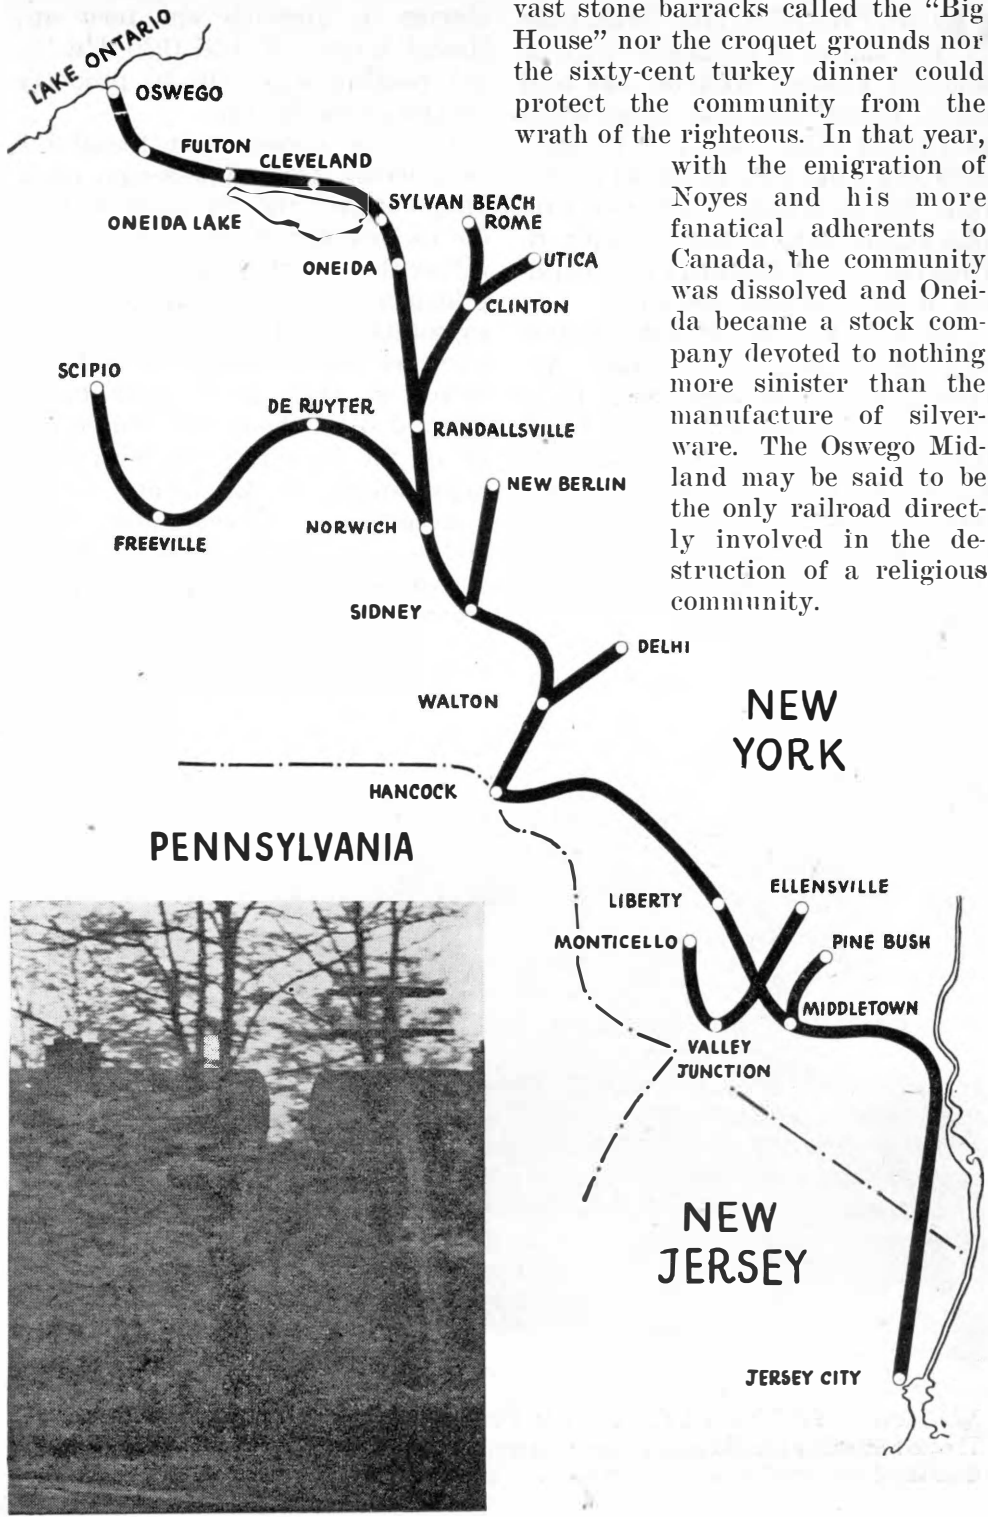 vast stone barracks called the “Big
House” nor the croquet grounds nor
the sixty-cent turkey dinner could
protect the community from the
wrath of the righteous. In that year,
with the emigration of
Noyes and his more
fanatical adherents to
Canada, the community
was dissolved and Onei-
da became a stock com-
pany devoted to nothing
more sinister than the
manufacture of silver-
ware. The Oswego Mid-
land may be said to be
the only railroad direct-
ly involved in the de-
struction of a religious
community.
LAKE ONTARIO
OSWEGO
FULTON
CLEVELAND
ONEIDA LAKE
SYLVAN BEACH
ROME
ONEIDA
UTICA
CLINTON
SCIPIO
DE RUYTER
RANDALLSVILLE
NEW BERLIN
NORWICH
FREEVILLE
SIDNEY
DELHI
WALTON
NEW
YORK
HANCOCK
PENNSYLVANIA
LIBERTY
ELLENSVILLE
MONTICELLO
PINE BUSH
MIDDLETOWN
VALLEY
JUNCTION
NEW
JERSEY
JERSEY CITY